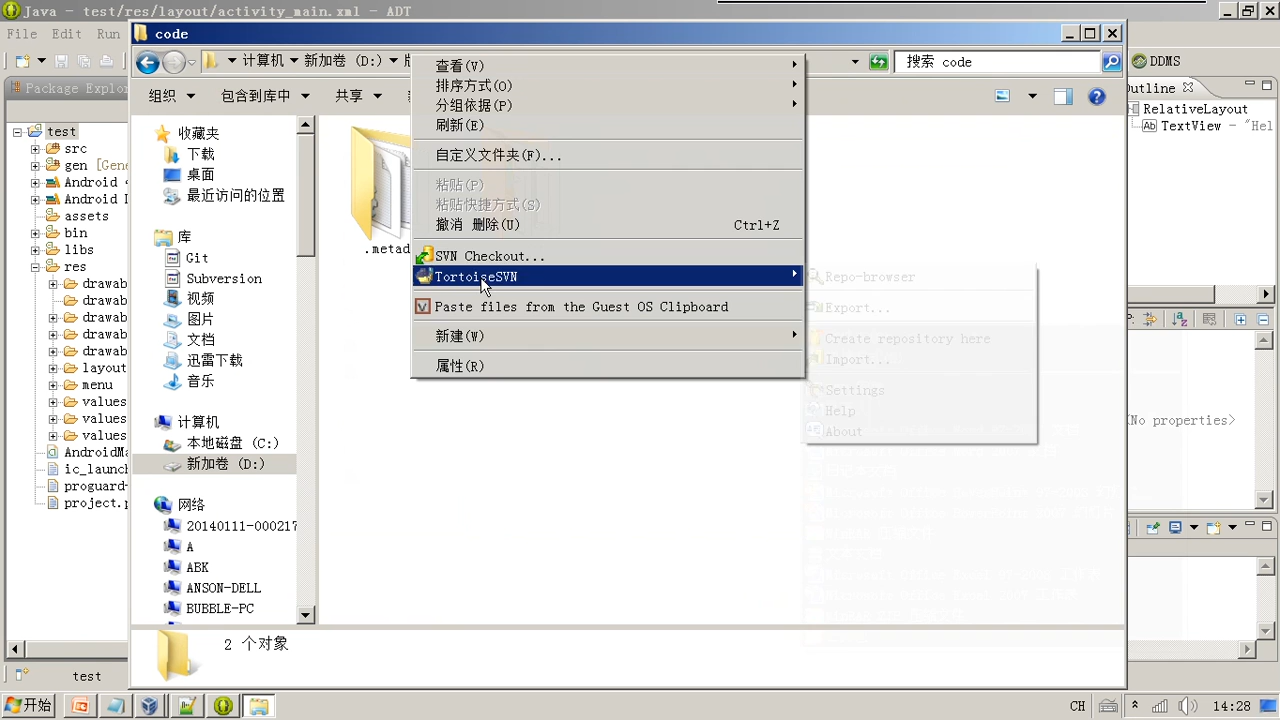 Java - test/res/layout/activity_main.xml - ADT
File Edit Run
code
计算机 新加卷 (D:)
搜索 code
DDMS
组织 包含到库中 共享
Package Explor
test
src
gen [Gene
Android
Android
assets
bin
libs
res
drawab
drawab
drawab
drawab
drawab
layout
menu
values
values
values
AndroidMa
ic_launch
proguard-
project.p
收藏夹
下载
桌面
最近访问的位置
库
Git
Subversion
视频
图片
文档
迅雷下载
音乐
计算机
本地磁盘 (C:)
新加卷 (D:)
网络
20140111-000217
A
ABK
ANSON-DELL
BUBBLE-PC
.metad
查看(V)
排序方式(O)
分组依据(P)
刷新(E)
自定义文件夹(F)...
粘贴(P)
粘贴快捷方式(S)
撤消 删除(U) Ctrl+Z
SVN Checkout...
TortoiseSVN
Paste files from the Guest OS Clipboard
新建(W)
属性(R)
Repo-browser
Export...
Create repository here
Import...
Settings
Help
About
Outline
RelativeLayout
Ab TextView - "Hel
<No properties>
2 个对象
test
开始
CH
14:28